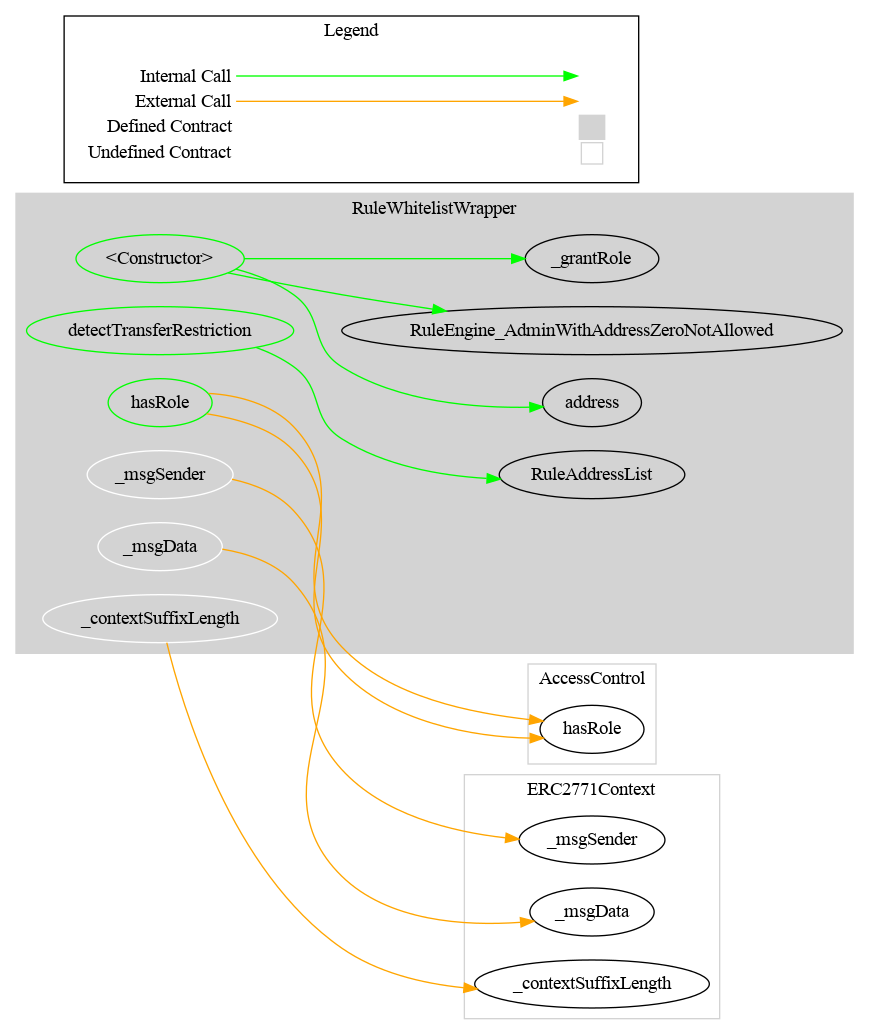 Legend
Internal Call
External Call
Defined Contract
Undefined Contract
RuleWhitelistWrapper
<Constructor>
_grantRole
detectTransferRestriction
RuleEngine_AdminWithAddressZeroNotAllowed
hasRole
address
_msgSender
RuleAddressList
_msgData
_contextSuffixLength
AccessControl
hasRole
ERC2771Context
_msgSender
_msgData
_contextSuffixLength